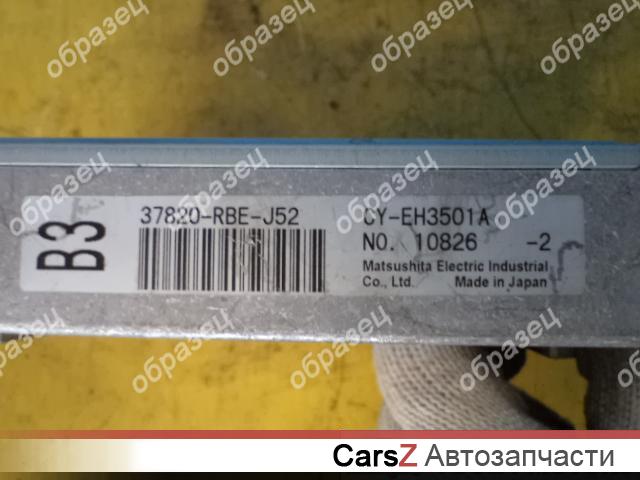 B3
37820-RBE-J52
CY-EH3501A
NO. 10826 -2
Matsushita Electric Industrial
Co., Ltd. Made in Japan
образец
образец
образец
образец
образец
образец
образец
образец
образец
образец
образец
образец
CarsZ Автозапчасти